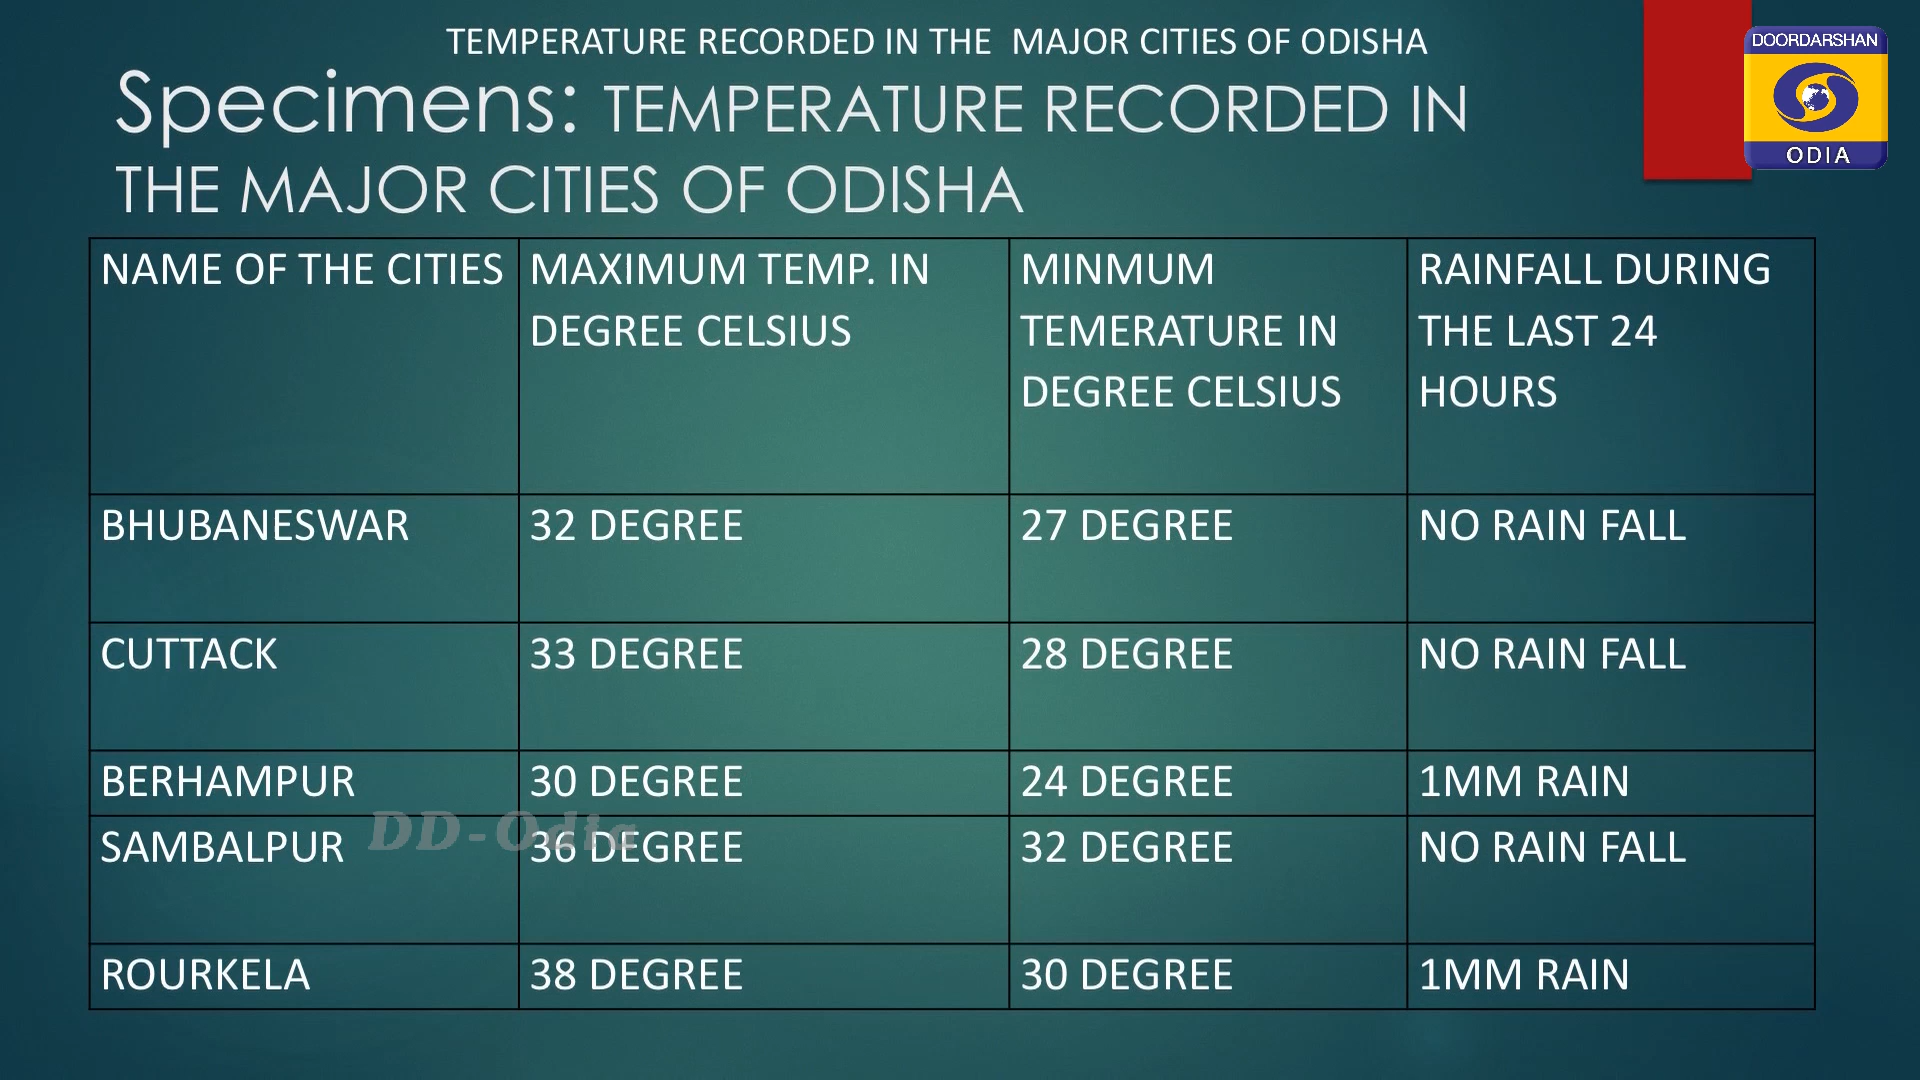 TEMPERATURE RECORDED IN THE MAJOR CITIES OF ODISHA
DOORDARSHAN
ODIA
Specimens: TEMPERATURE RECORDED IN
THE MAJOR CITIES OF ODISHA
NAME OF THE CITIES
MAXIMUM TEMP. IN
DEGREE CELSIUS
MINMUM
TEMERATURE IN
DEGREE CELSIUS
RAINFALL DURING
THE LAST 24
HOURS
BHUBANESWAR
32 DEGREE
27 DEGREE
NO RAIN FALL
CUTTACK
33 DEGREE
28 DEGREE
NO RAIN FALL
BERHAMPUR
30 DEGREE
24 DEGREE
1MM RAIN
DD-Odia
SAMBALPUR
36 DEGREE
32 DEGREE
NO RAIN FALL
ROURKELA
38 DEGREE
30 DEGREE
1MM RAIN